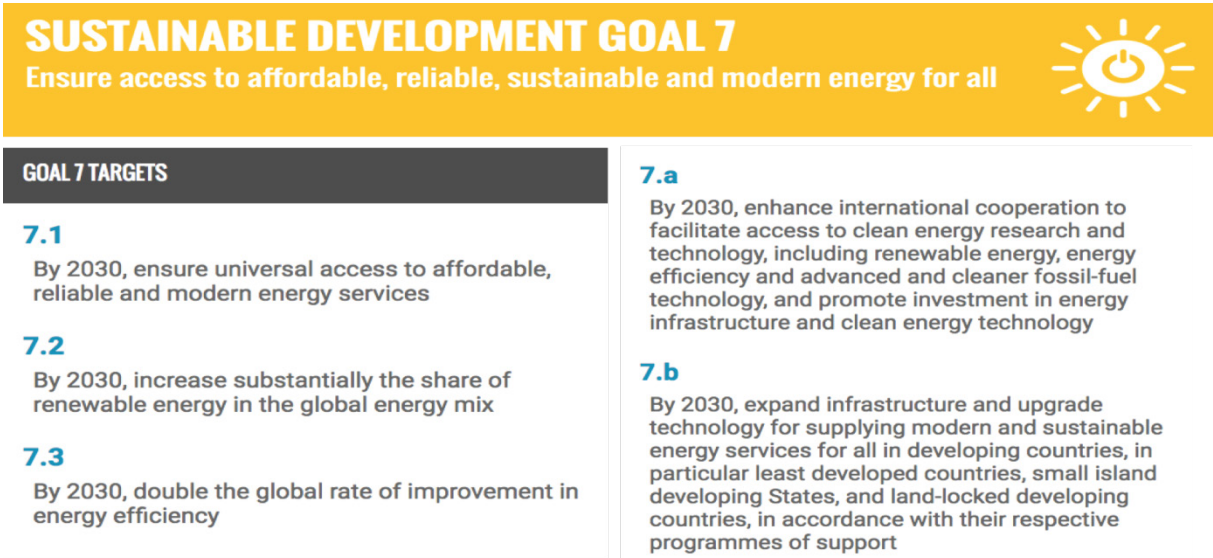 SUSTAINABLE DEVELOPMENT GOAL 7
Ensure access to affordable, reliable, sustainable and modern energy for all
GOAL 7 TARGETS
7.1
By 2030, ensure universal access to affordable,
reliable and modern energy services
7.2
By 2030, increase substantially the share of
renewable energy in the global energy mix
7.3
By 2030, double the global rate of improvement in
energy efficiency
7.a
By 2030, enhance international cooperation to
facilitate access to clean energy research and
technology, including renewable energy, energy
efficiency and advanced and cleaner fossil-fuel
technology, and promote investment in energy
infrastructure and clean energy technology
7.b
By 2030, expand infrastructure and upgrade
technology for supplying modern and sustainable
energy services for all in developing countries, in
particular least developed countries, small island
developing States, and land-locked developing
countries, in accordance with their respective
programmes of support